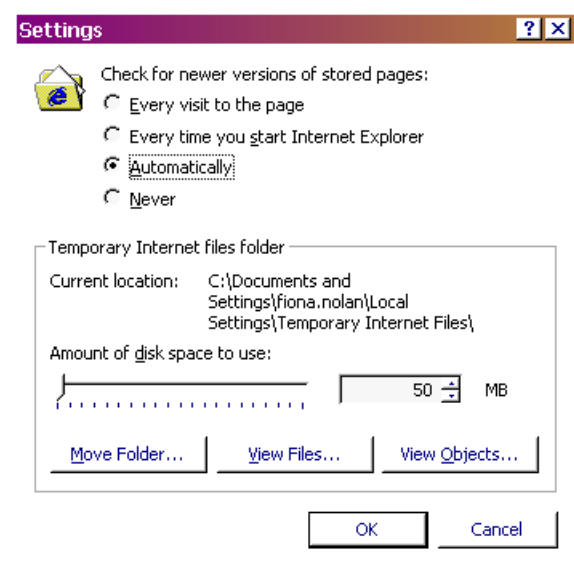 Settings
Check for newer versions of stored pages:
Every visit to the page
Every time you start Internet Explorer
Automatically
Never
Temporary Internet files folder
Current location: C:\Documents and
Settings\fiona.nolan\Local
Settings\Temporary Internet Files\
Amount of disk space to use:
50 MB
Move Folder... View Files... View Objects...
OK Cancel